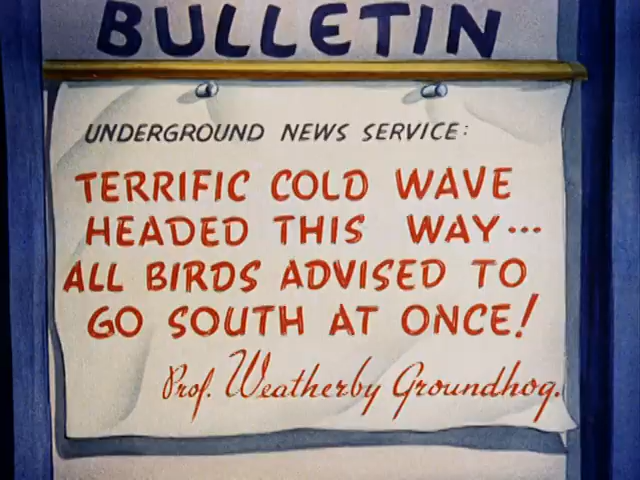 BULLETIN
UNDERGROUND NEWS SERVICE:
TERRIFIC COLD WAVE
HEADED THIS WAY...
ALL BIRDS ADVISED TO
GO SOUTH AT ONCE!
Prof. Weatherby Groundhog.